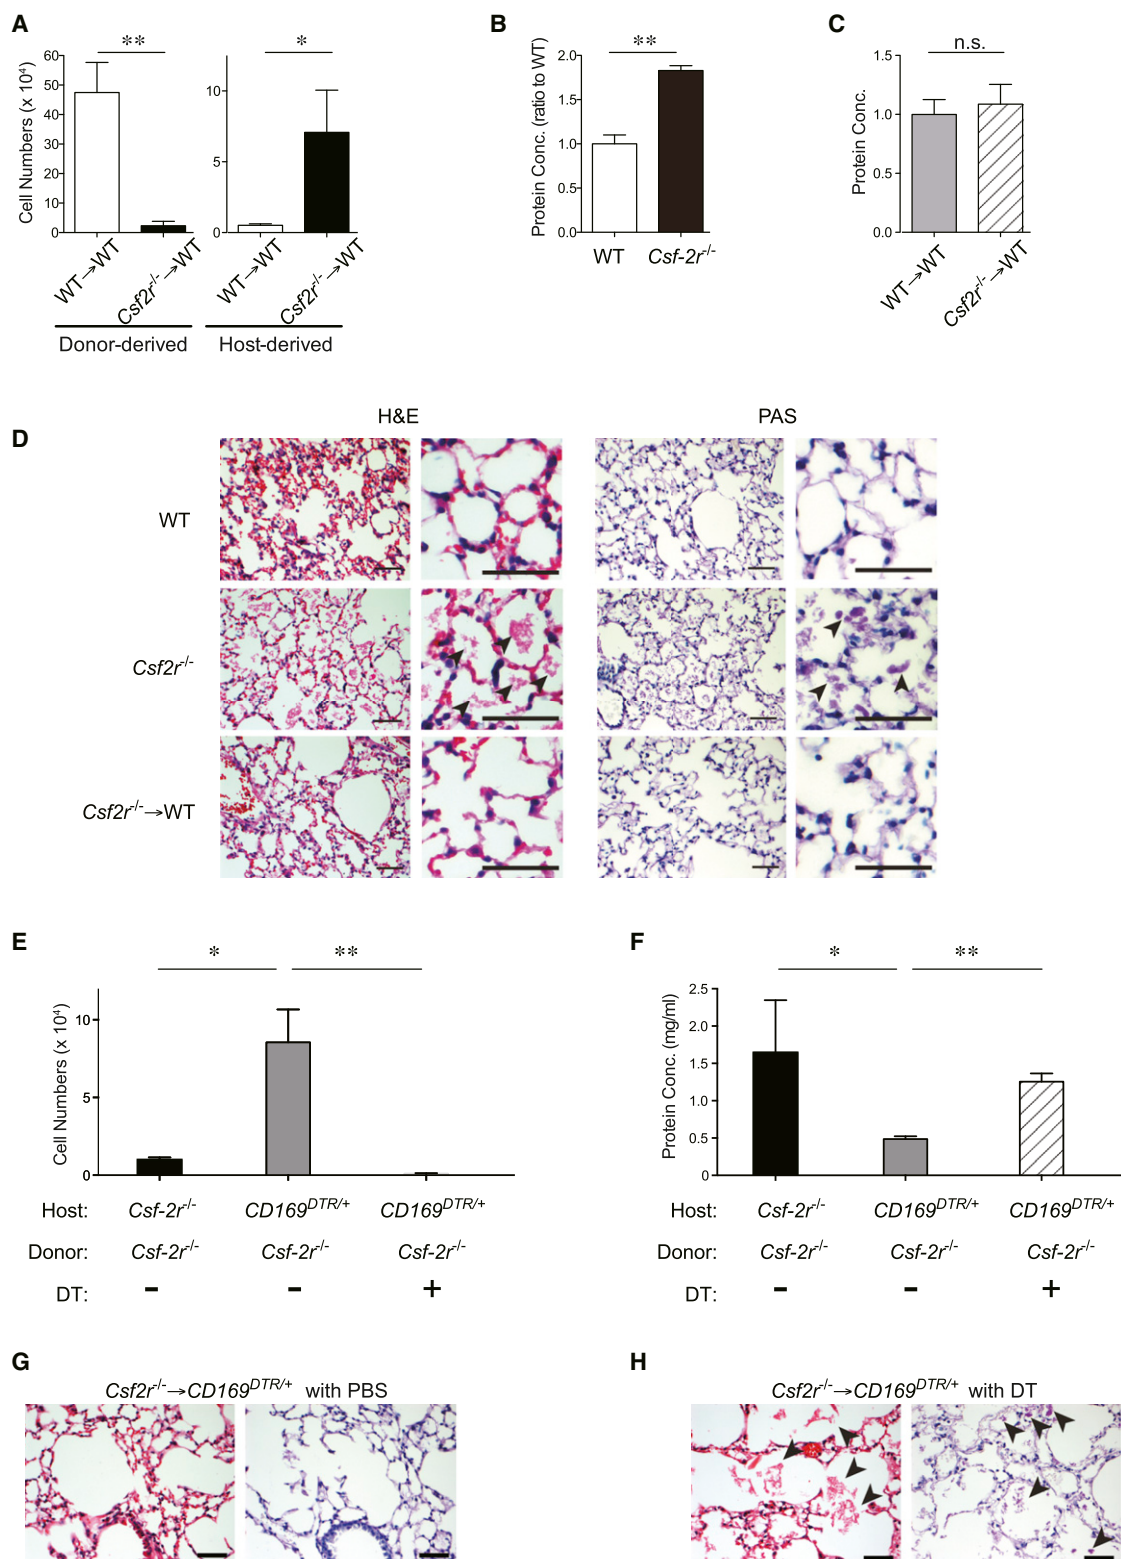 A
**
*
Cell Numbers (x 10⁴)
60
50
40
30
20
10
0
10
5
0
WT→WT
Csf2r-/-→WT
WT→WT
Csf2r-/-→WT
Donor-derived
Host-derived
B
**
Protein Conc. (ratio to WT)
2.0
1.5
1.0
0.5
0.0
WT
Csf-2r-/-
C
n.s.
Protein Conc.
1.5
1.0
0.5
0.0
WT→WT
Csf2r-/-→WT
D
H&E
PAS
WT
Csf2r-/-
Csf2r-/-→WT
E
*
**
Cell Numbers (x 10⁴)
10
5
0
Host: Csf-2r-/- CD169DTR/+ CD169DTR/+
Donor: Csf-2r-/- Csf-2r-/- Csf-2r-/-
DT: - - +
F
*
**
Protein Conc. (mg/ml)
2.5
2.0
1.5
1.0
0.5
0
Host: Csf-2r-/- CD169DTR/+ CD169DTR/+
Donor: Csf-2r-/- Csf-2r-/- Csf-2r-/-
DT: - - +
G
Csf2r-/-→CD169DTR/+ with PBS
H
Csf2r-/-→CD169DTR/+ with DT